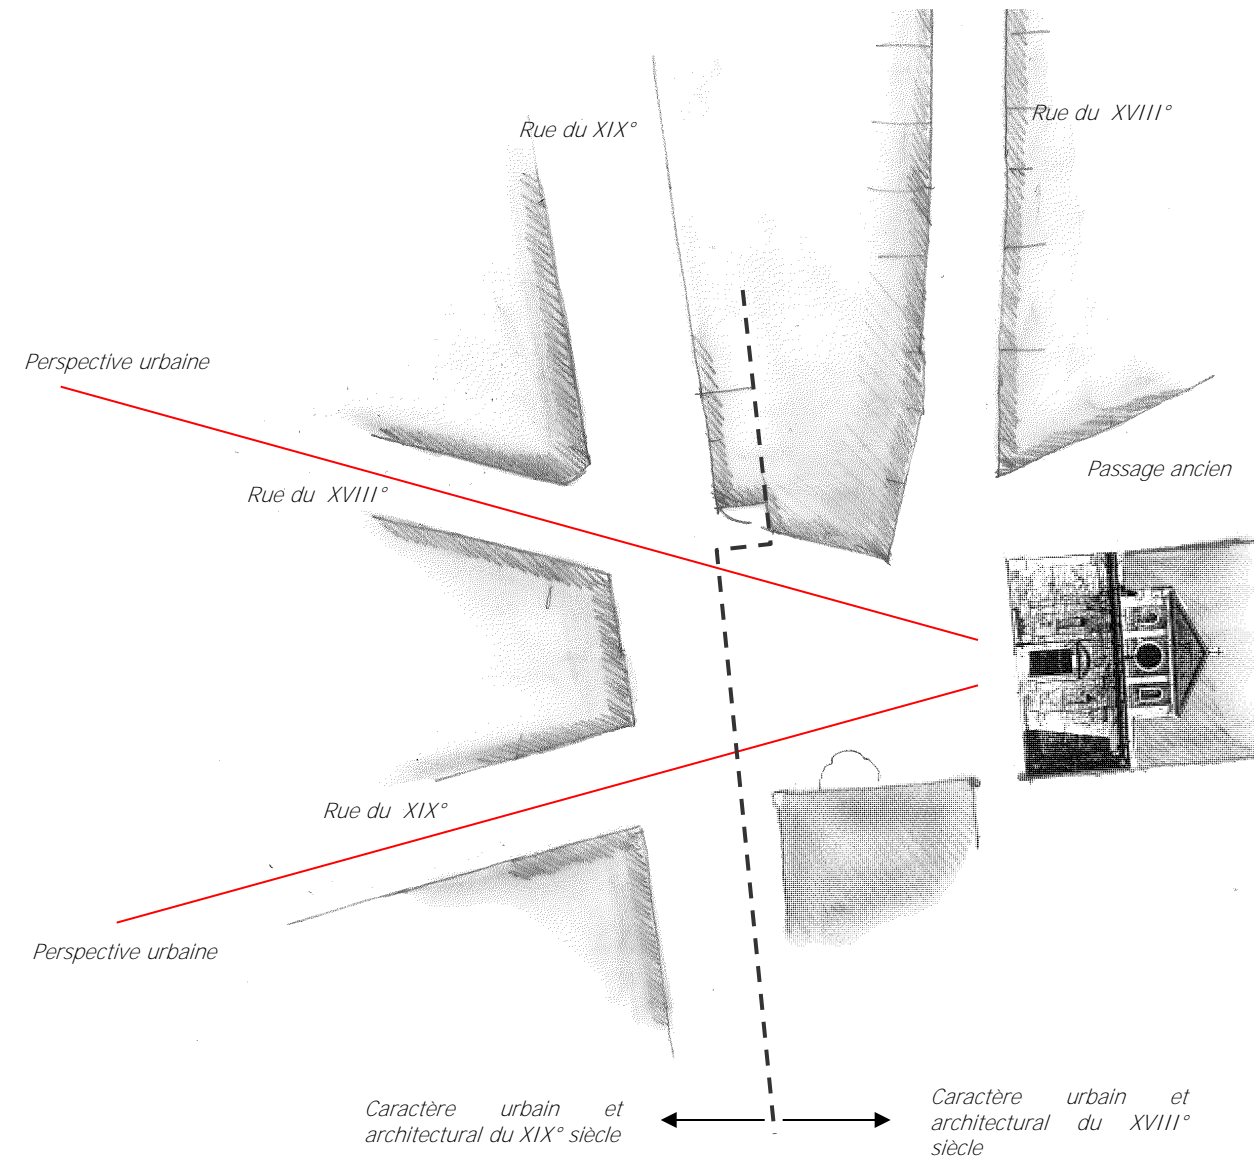 Rue du XVIII°
Rue du XIX°
Perspective urbaine
Passage ancien
Rue du XVIII°
Rue du XIX°
Perspective urbaine
Caractère urbain et
architectural du XIX° siècle
Caractère urbain et
architectural du XVIII°
siècle